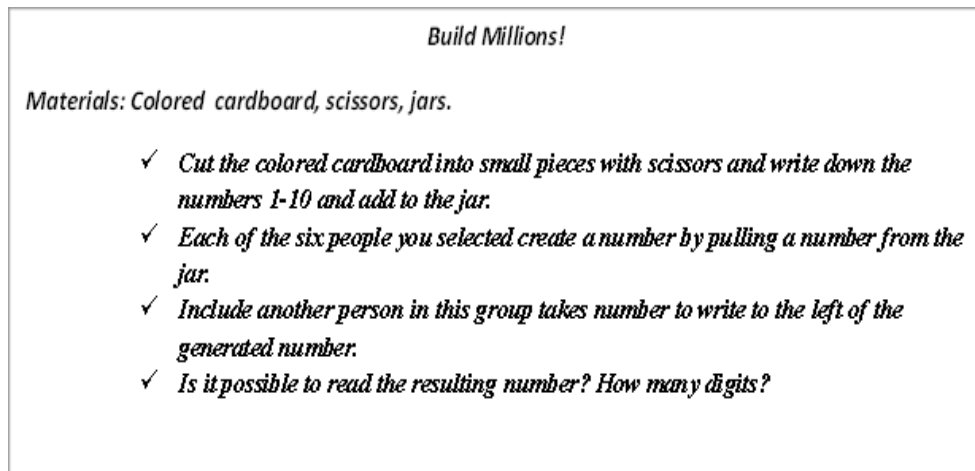 Build Millions!
Materials: Colored cardboard, scissors, jars.
✓ Cut the colored cardboard into small pieces with scissors and write down the
numbers 1-10 and add to the jar.
✓ Each of the six people you selected create a number by pulling a number from the
jar.
✓ Include another person in this group takes number to write to the left of the
generated number.
✓ Is it possible to read the resulting number? How many digits?